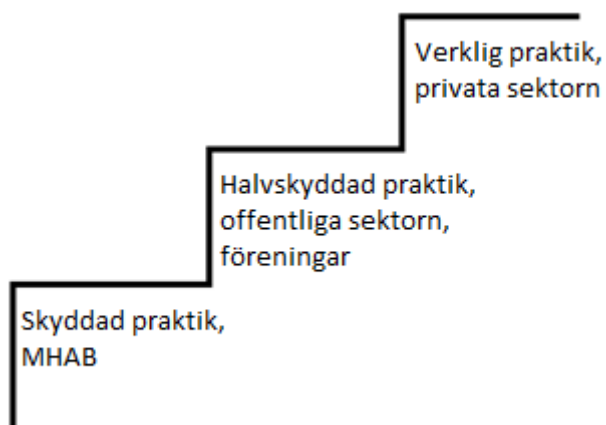 Verklig praktik,
privata sektorn
Halvskyddad praktik,
offentliga sektorn,
föreningar
Skyddad praktik,
MHAB